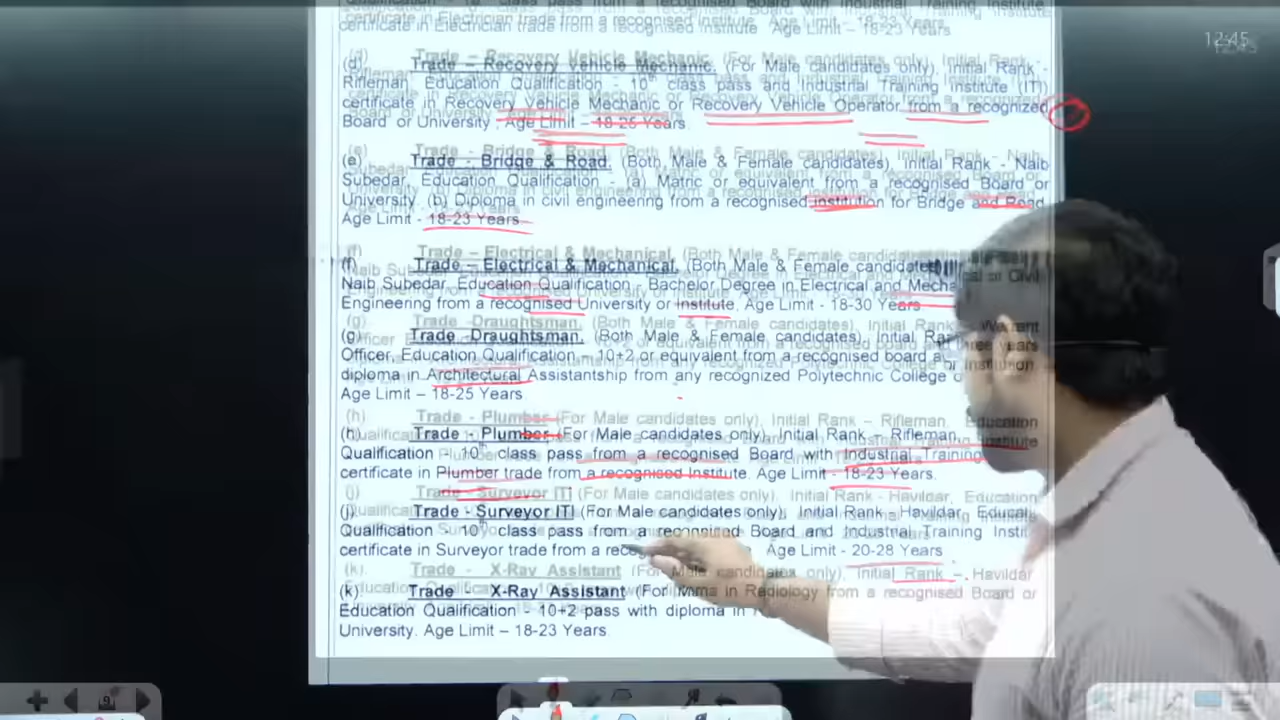 certificate in Electrician trade from a recognised institute Age Limit - 18-23 Years
12:45
(d) Trade – Recovery Vehicle Mechanic. (For Male candidates only). Initial Rank -
Rifleman, Education Qualification - 10th class pass and Industrial Training Institute (ITI)
certificate in Recovery Vehicle Mechanic or Recovery Vehicle Operator from a recognized
Board or University. Age Limit – 18-25 Years
(e) Trade - Bridge & Road. (Both Male & Female candidates), Initial Rank - Naib
Subedar, Education Qualification - (a) Matric or equivalent from a recognised Board or
University (b) Diploma in civil engineering from a recognised institution for Bridge and Road
Age Limit - 18-23 Years
(f) Trade – Electrical & Mechanical. (Both Male & Female candidates
Naib Subedar, Education Qualification - Bachelor Degree in Electrical and Mecha
Engineering from a recognised University or Institute. Age Limit - 18-30 Years
(g) Trade Draughtsman. (Both Male & Female candidates), Initial
Officer, Education Qualification – 10+2 or equivalent from a recognised board a
diploma in Architectural Assistantship from any recognized Polytechnic College o
Age Limit – 18-25 Years
(h) Trade - Plumber (For Male candidates only), Initial Rank – Rifleman, Education
Qualification - 10th class pass from a recognised Board with Industrial Training Institute
certificate in Plumber trade from a recognised Institute. Age Limit - 18-23 Years.
(j) Trade - Surveyor ITI (For Male candidates only), Initial Rank - Havildar, Educati
Qualification - 10th class pass from a recognised Board and Industrial Training Instit
certificate in Surveyor trade from a reco Age Limit - 20-28 Years
(k) Trade - X-Ray Assistant (For Male candidates only), Initial Rank – Havildar
Education Qualification - 10+2 pass with diploma in Radiology from a recognised Board or
University. Age Limit – 18-23 Years